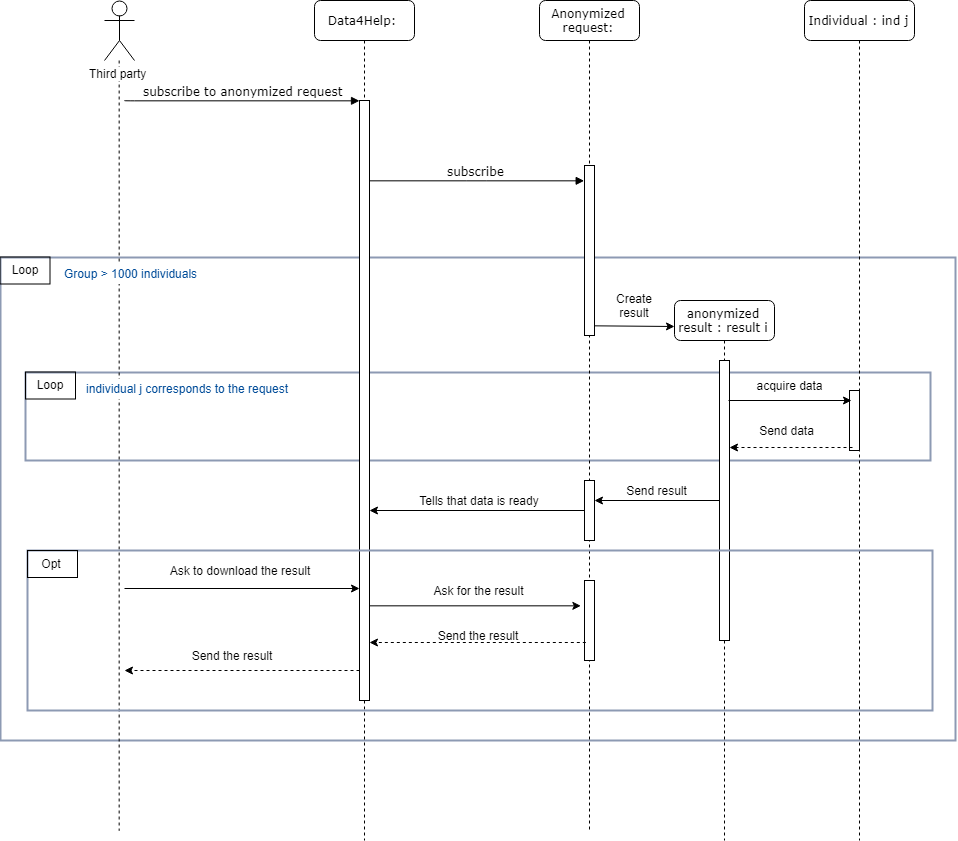 Data4Help:
Anonymized
request:
Individual : ind j
Third party
subscribe to anonymized request
subscribe
Loop
Group > 1000 individuals
Create
result
anonymized
result : result i
Loop
individual j corresponds to the request
acquire data
Send data
Send result
Tells that data is ready
Opt
Ask to download the result
Ask for the result
Send the result
Send the result